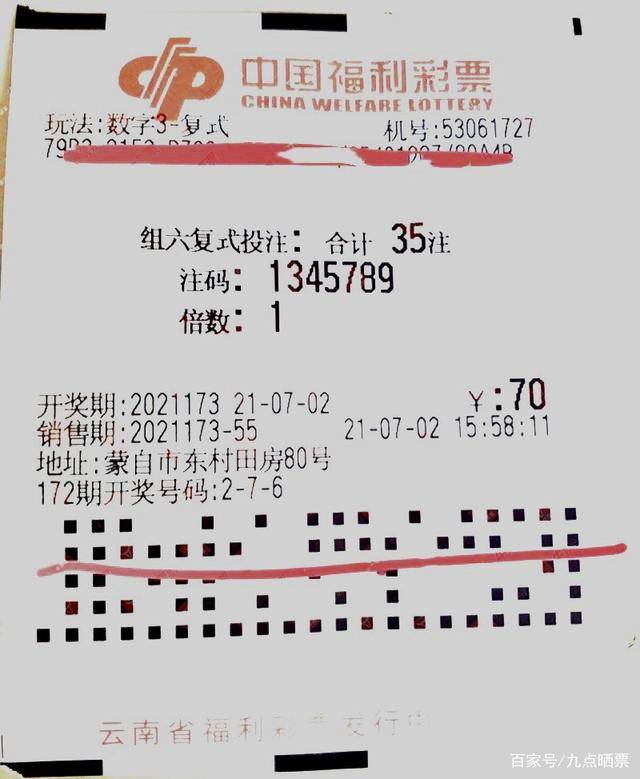 中国福利彩票
CHINA WELFARE LOTTERY
玩法:数字3-复式 机号:53061727
组六复式投注: 合计 35注
注码: 1345789
倍数: 1
开奖期:2021173 21-07-02 ¥:70
销售期:2021173-55 21-07-02 15:58:11
地址:蒙自市东村田房80号
172期开奖号码:2-7-6
云南省福利彩票发行中
百家号/九点晒票